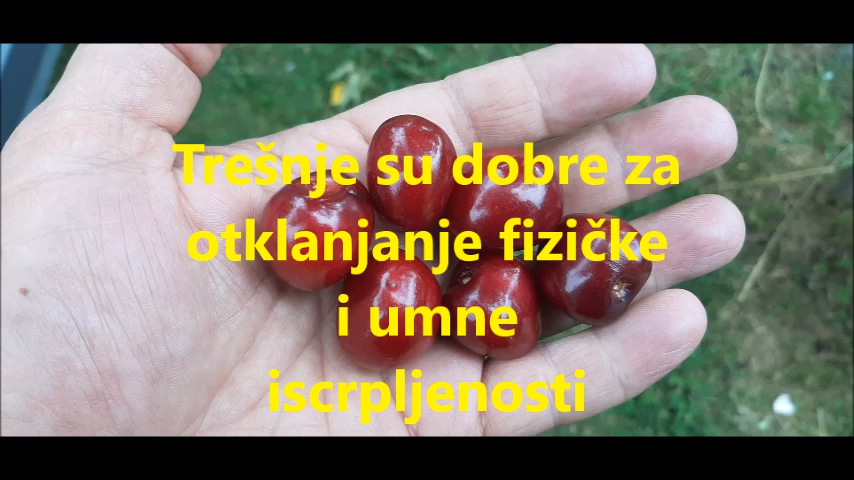 Trešnje su dobre za
otklanjanje fizičke
i umne
iscrpljenosti